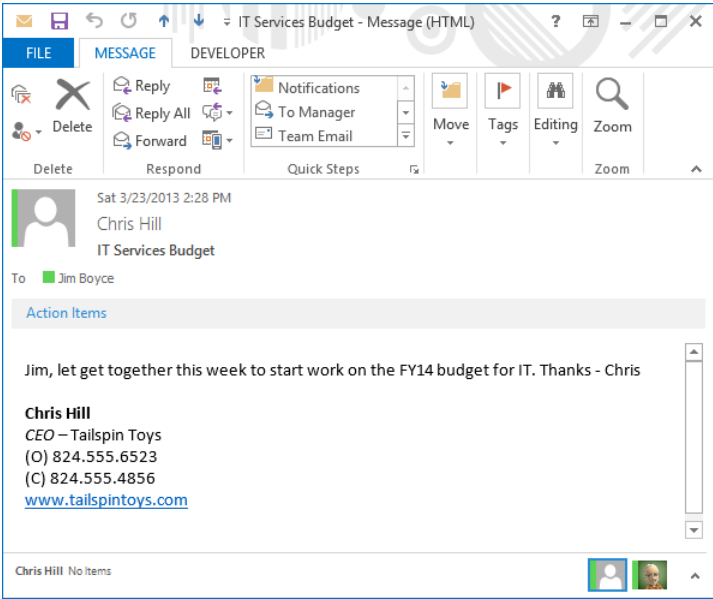 IT Services Budget - Message (HTML)
?
FILE MESSAGE DEVELOPER
Delete
Reply
Reply All
Forward
Notifications
To Manager
Team Email
Move
Tags
Editing
Zoom
Delete Respond Quick Steps Zoom
Sat 3/23/2013 2:28 PM
Chris Hill
IT Services Budget
To Jim Boyce
Action Items
Jim, let get together this week to start work on the FY14 budget for IT. Thanks - Chris
Chris Hill
CEO – Tailspin Toys
(O) 824.555.6523
(C) 824.555.4856
www.tailspintoys.com
Chris Hill No Items